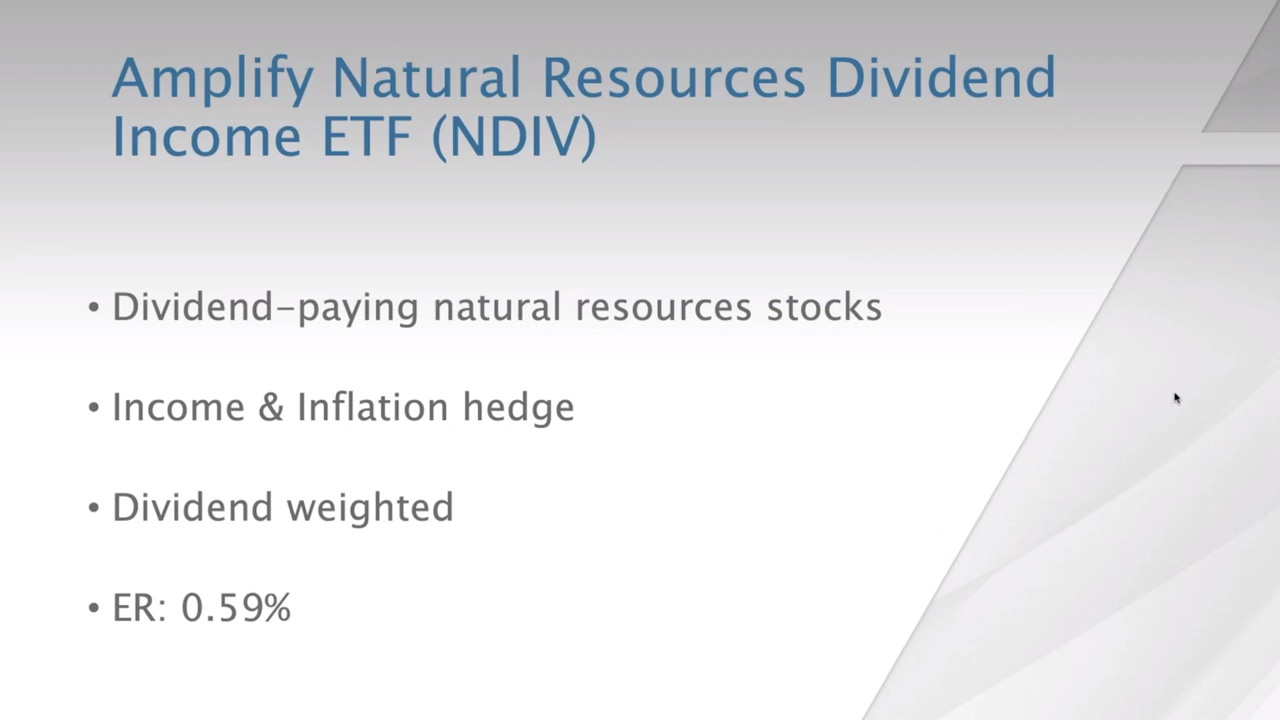 Amplify Natural Resources Dividend
Income ETF (NDIV)
• Dividend-paying natural resources stocks
• Income & Inflation hedge
• Dividend weighted
• ER: 0.59%